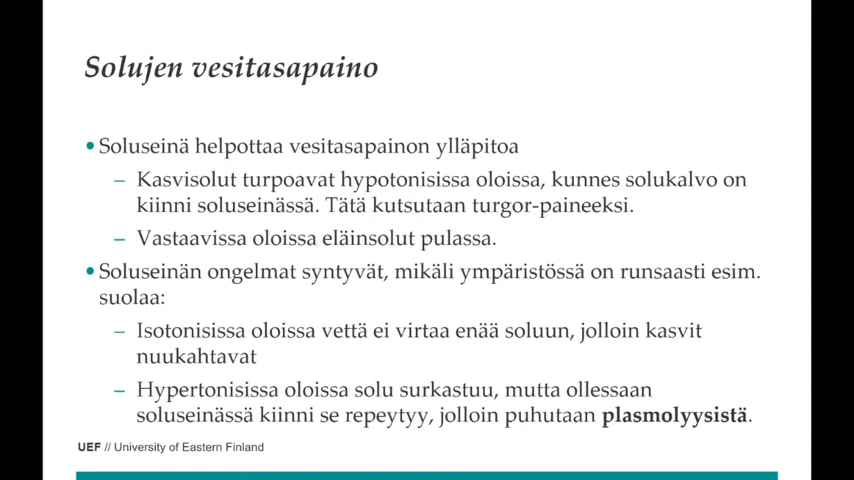 Solujen vesitasapaino
•Soluseinä helpottaa vesitasapainon ylläpitoa
– Kasvisolut turpoavat hypotonisissa oloissa, kunnes solukalvo on
kiinni soluseinässä. Tätä kutsutaan turgor-paineeksi.
– Vastaavissa oloissa eläinsolut pulassa.
•Soluseinän ongelmat syntyvät, mikäli ympäristössä on runsaasti esim.
suolaa:
– Isotonisissa oloissa vettä ei virtaa enää soluun, jolloin kasvit
nuukahtavat
– Hypertonisissa oloissa solu surkastuu, mutta ollessaan
soluseinässä kiinni se repeytyy, jolloin puhutaan plasmolyysistä.
UEF // University of Eastern Finland